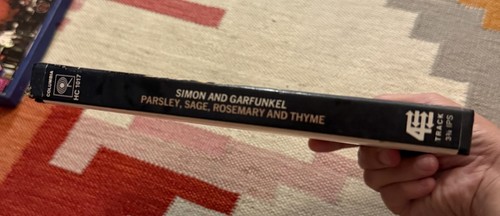 COLUMBIA
HC 1017
SIMON AND GARFUNKEL
PARSLEY, SAGE, ROSEMARY AND THYME
4
TRACK
3¾ IPS